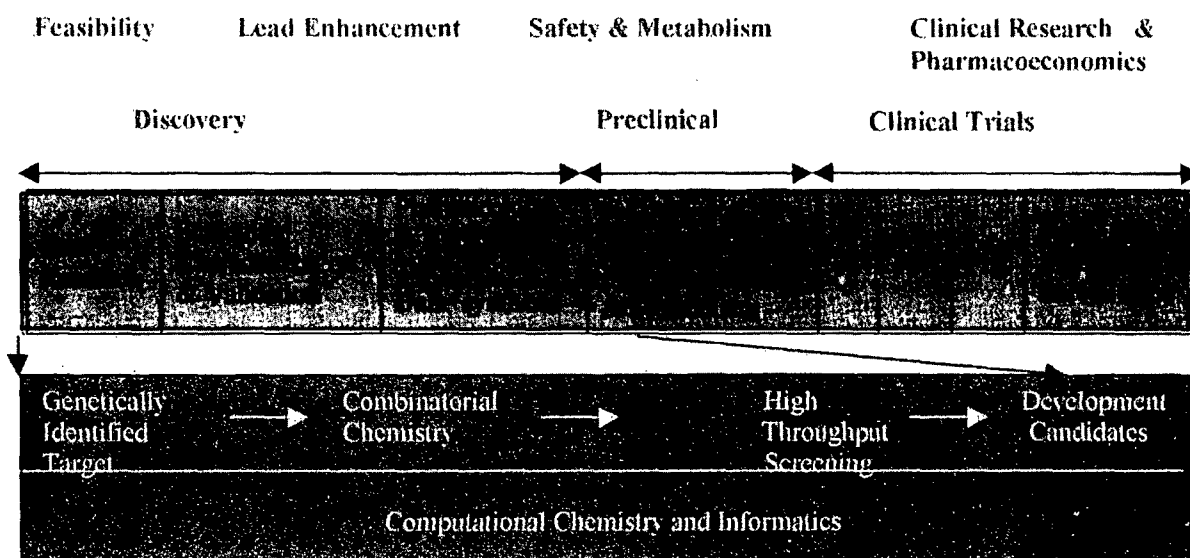 Feasibility Lead Enhancement Safety & Metabolism Clinical Research &
Pharmacoeconomics
Discovery Preclinical Clinical Trials
Genetically Combinatorial High Development
Identified Chemistry Throughput Candidates
Target Screening
Computational Chemistry and Informatics